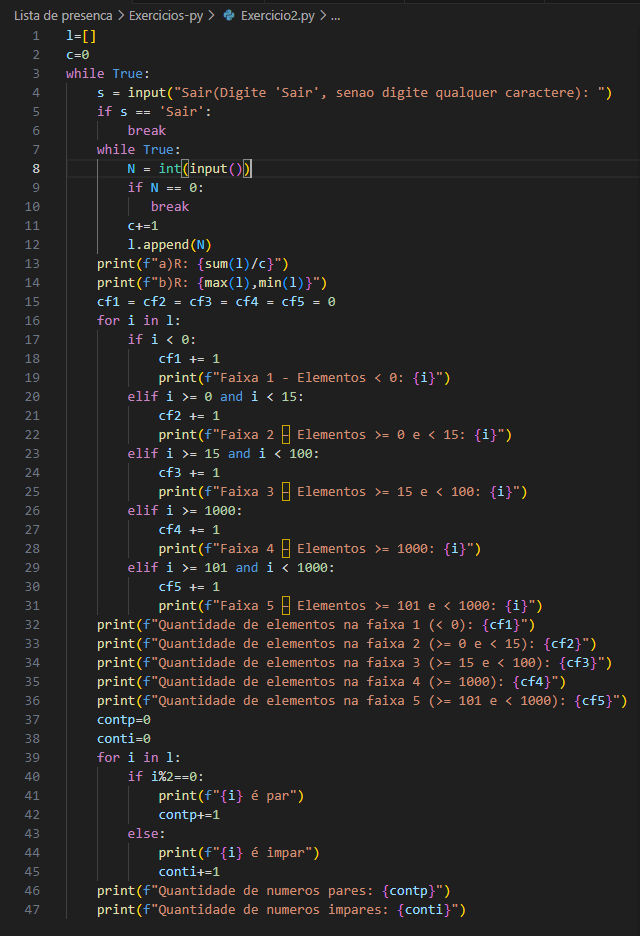 Lista de presenca > Exercicios-py > Exercicio2.py > ...
1 l=[]
2 c=0
3 while True:
4     s = input("Sair(Digite 'Sair', senao digite qualquer caractere): ")
5     if s == 'Sair':
6         break
7     while True:
8         N = int(input())
9         if N == 0:
10            break
11        c+=1
12        l.append(N)
13    print(f"a)R: {sum(l)/c}")
14    print(f"b)R: {max(l),min(l)}")
15    cf1 = cf2 = cf3 = cf4 = cf5 = 0
16    for i in l:
17        if i < 0:
18            cf1 += 1
19            print(f"Faixa 1 - Elementos < 0: {i}")
20        elif i >= 0 and i < 15:
21            cf2 += 1
22            print(f"Faixa 2 – Elementos >= 0 e < 15: {i}")
23        elif i >= 15 and i < 100:
24            cf3 += 1
25            print(f"Faixa 3 – Elementos >= 15 e < 100: {i}")
26        elif i >= 1000:
27            cf4 += 1
28            print(f"Faixa 4 – Elementos >= 1000: {i}")
29        elif i >= 101 and i < 1000:
30            cf5 += 1
31            print(f"Faixa 5 – Elementos >= 101 e < 1000: {i}")
32    print(f"Quantidade de elementos na faixa 1 (< 0): {cf1}")
33    print(f"Quantidade de elementos na faixa 2 (>= 0 e < 15): {cf2}")
34    print(f"Quantidade de elementos na faixa 3 (>= 15 e < 100): {cf3}")
35    print(f"Quantidade de elementos na faixa 4 (>= 1000): {cf4}")
36    print(f"Quantidade de elementos na faixa 5 (>= 101 e < 1000): {cf5}")
37    contp=0
38    conti=0
39    for i in l:
40        if i%2==0:
41            print(f"{i} é par")
42            contp+=1
43        else:
44            print(f"{i} é impar")
45            conti+=1
46    print(f"Quantidade de numeros pares: {contp}")
47    print(f"Quantidade de numeros impares: {conti}")